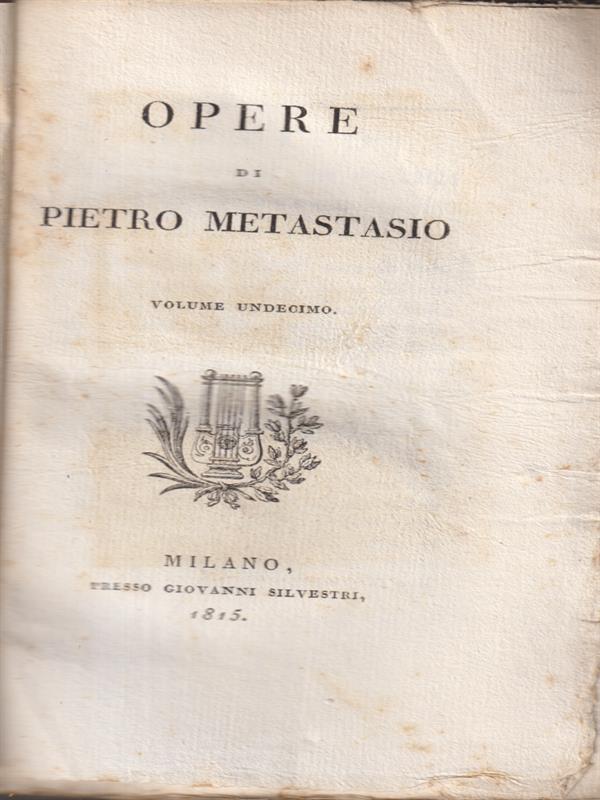 OPERE
DI
PIETRO METASTASIO
VOLUME UNDECIMO.
MILANO,
PRESSO GIOVANNI SILVESTRI,
1815.